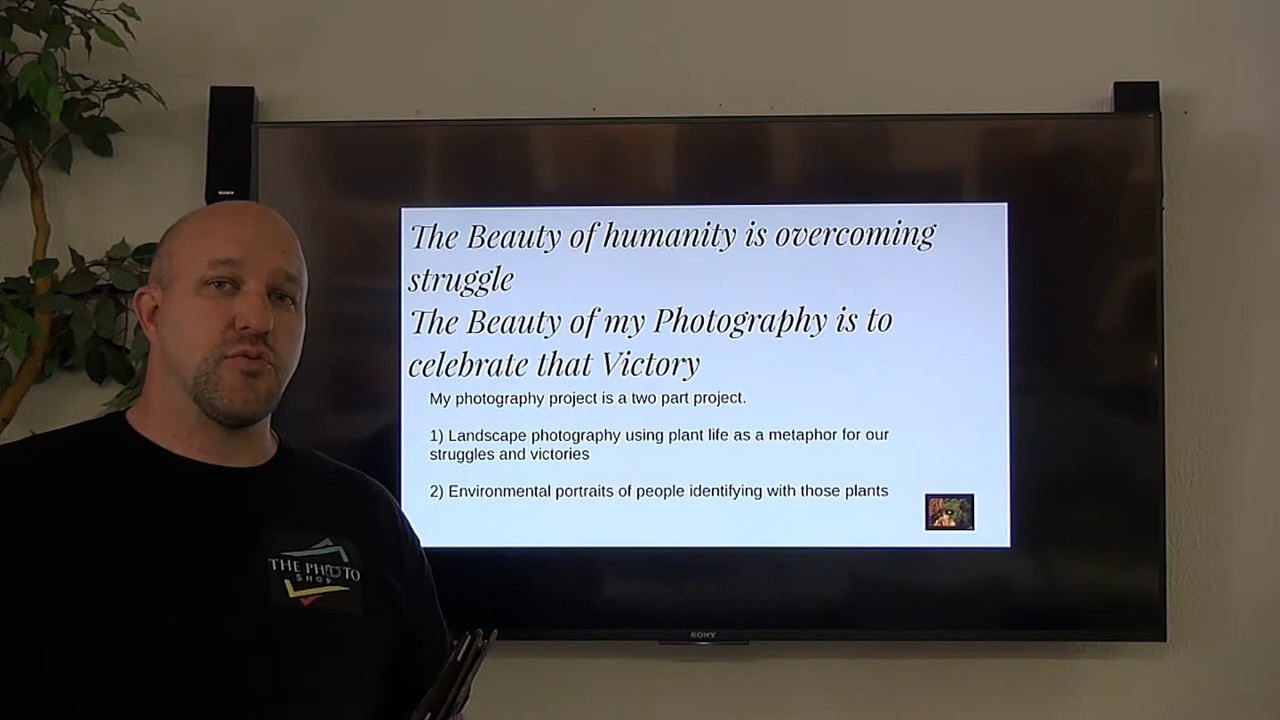 The Beauty of humanity is overcoming
struggle
The Beauty of my Photography is to
celebrate that Victory
My photography project is a two part project.
1) Landscape photography using plant life as a metaphor for our
struggles and victories
2) Environmental portraits of people identifying with those plants
THE PHOTO
SHOP
SONY
SONY